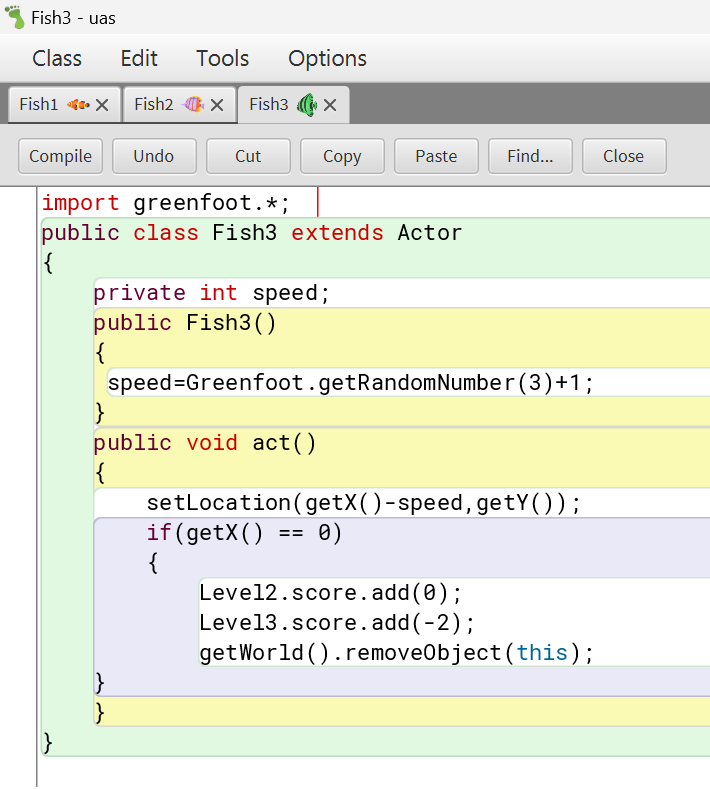 Fish3 - uas
Class Edit Tools Options
Fish1 Fish2 Fish3
Compile Undo Cut Copy Paste Find... Close
import greenfoot.*;
public class Fish3 extends Actor
{
    private int speed;
    public Fish3()
    {
     speed=Greenfoot.getRandomNumber(3)+1;
    }
    public void act()
    {
        setLocation(getX()-speed,getY());
        if(getX() == 0)
        {
            Level2.score.add(0);
            Level3.score.add(-2);
            getWorld().removeObject(this);
    }
    }
}